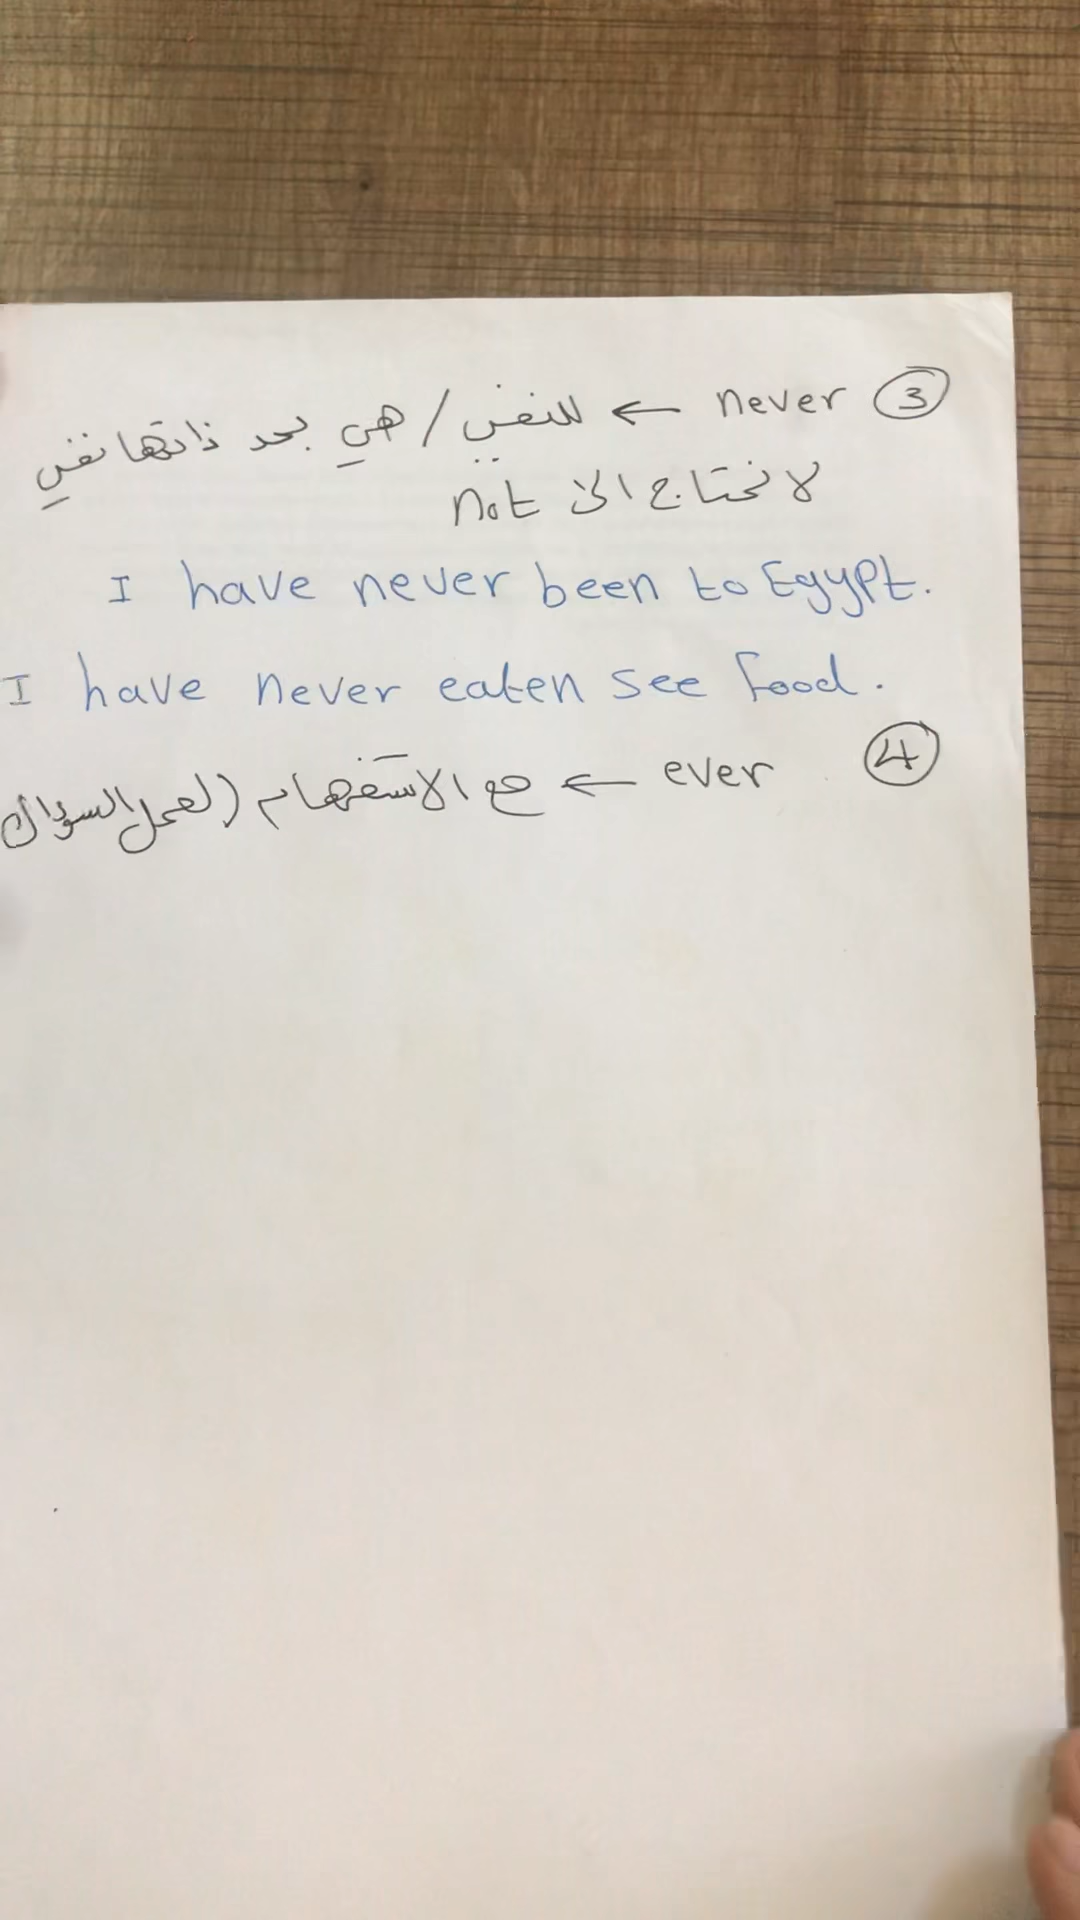 ③ never ← للنفي / هي بحد ذاتها نفي
لا نحتاج الى not
I have never been to Egypt.
I have never eaten see food.
④ ever ← مع الاستفهام (لعمل السؤال